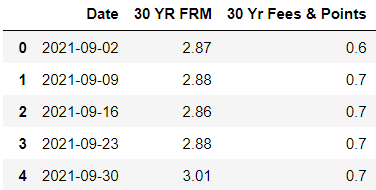 Date 30 YR FRM 30 Yr Fees & Points
0 2021-09-02 2.87 0.6
1 2021-09-09 2.88 0.7
2 2021-09-16 2.86 0.7
3 2021-09-23 2.88 0.7
4 2021-09-30 3.01 0.7